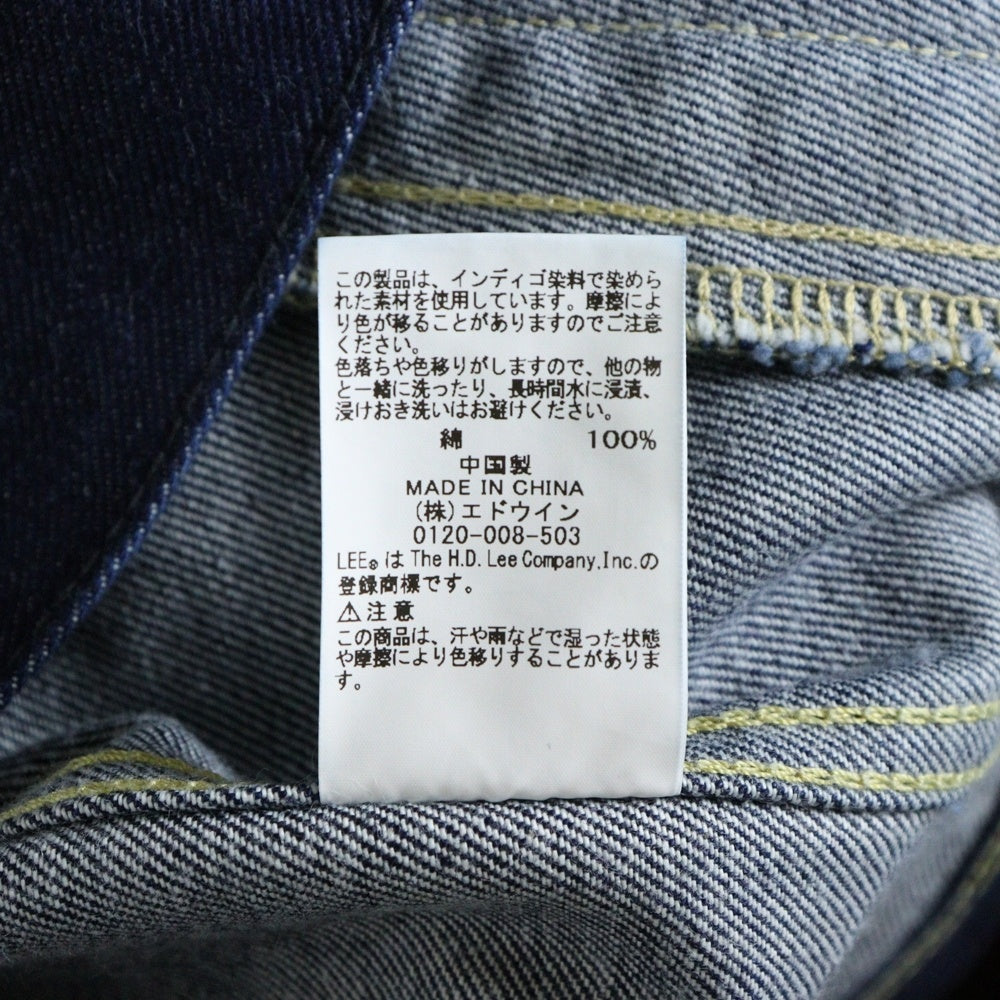 この製品は、インディゴ染料で染めら
れた素材を使用しています。摩擦によ
り色が移ることがありますのでご注意
ください。
色落ちや色移りがしますので、他の物
と一緒に洗ったり、長時間水に浸漬、
浸けおき洗いはお避けください。
綿 100%
中国製
MADE IN CHINA
(株)エドウイン
0120-008-503
LEE®は The H.D. Lee Company,Inc.の
登録商標です。
⚠注意
この商品は、汗や雨などで湿った状態
や摩擦により色移りすることがありま
す。